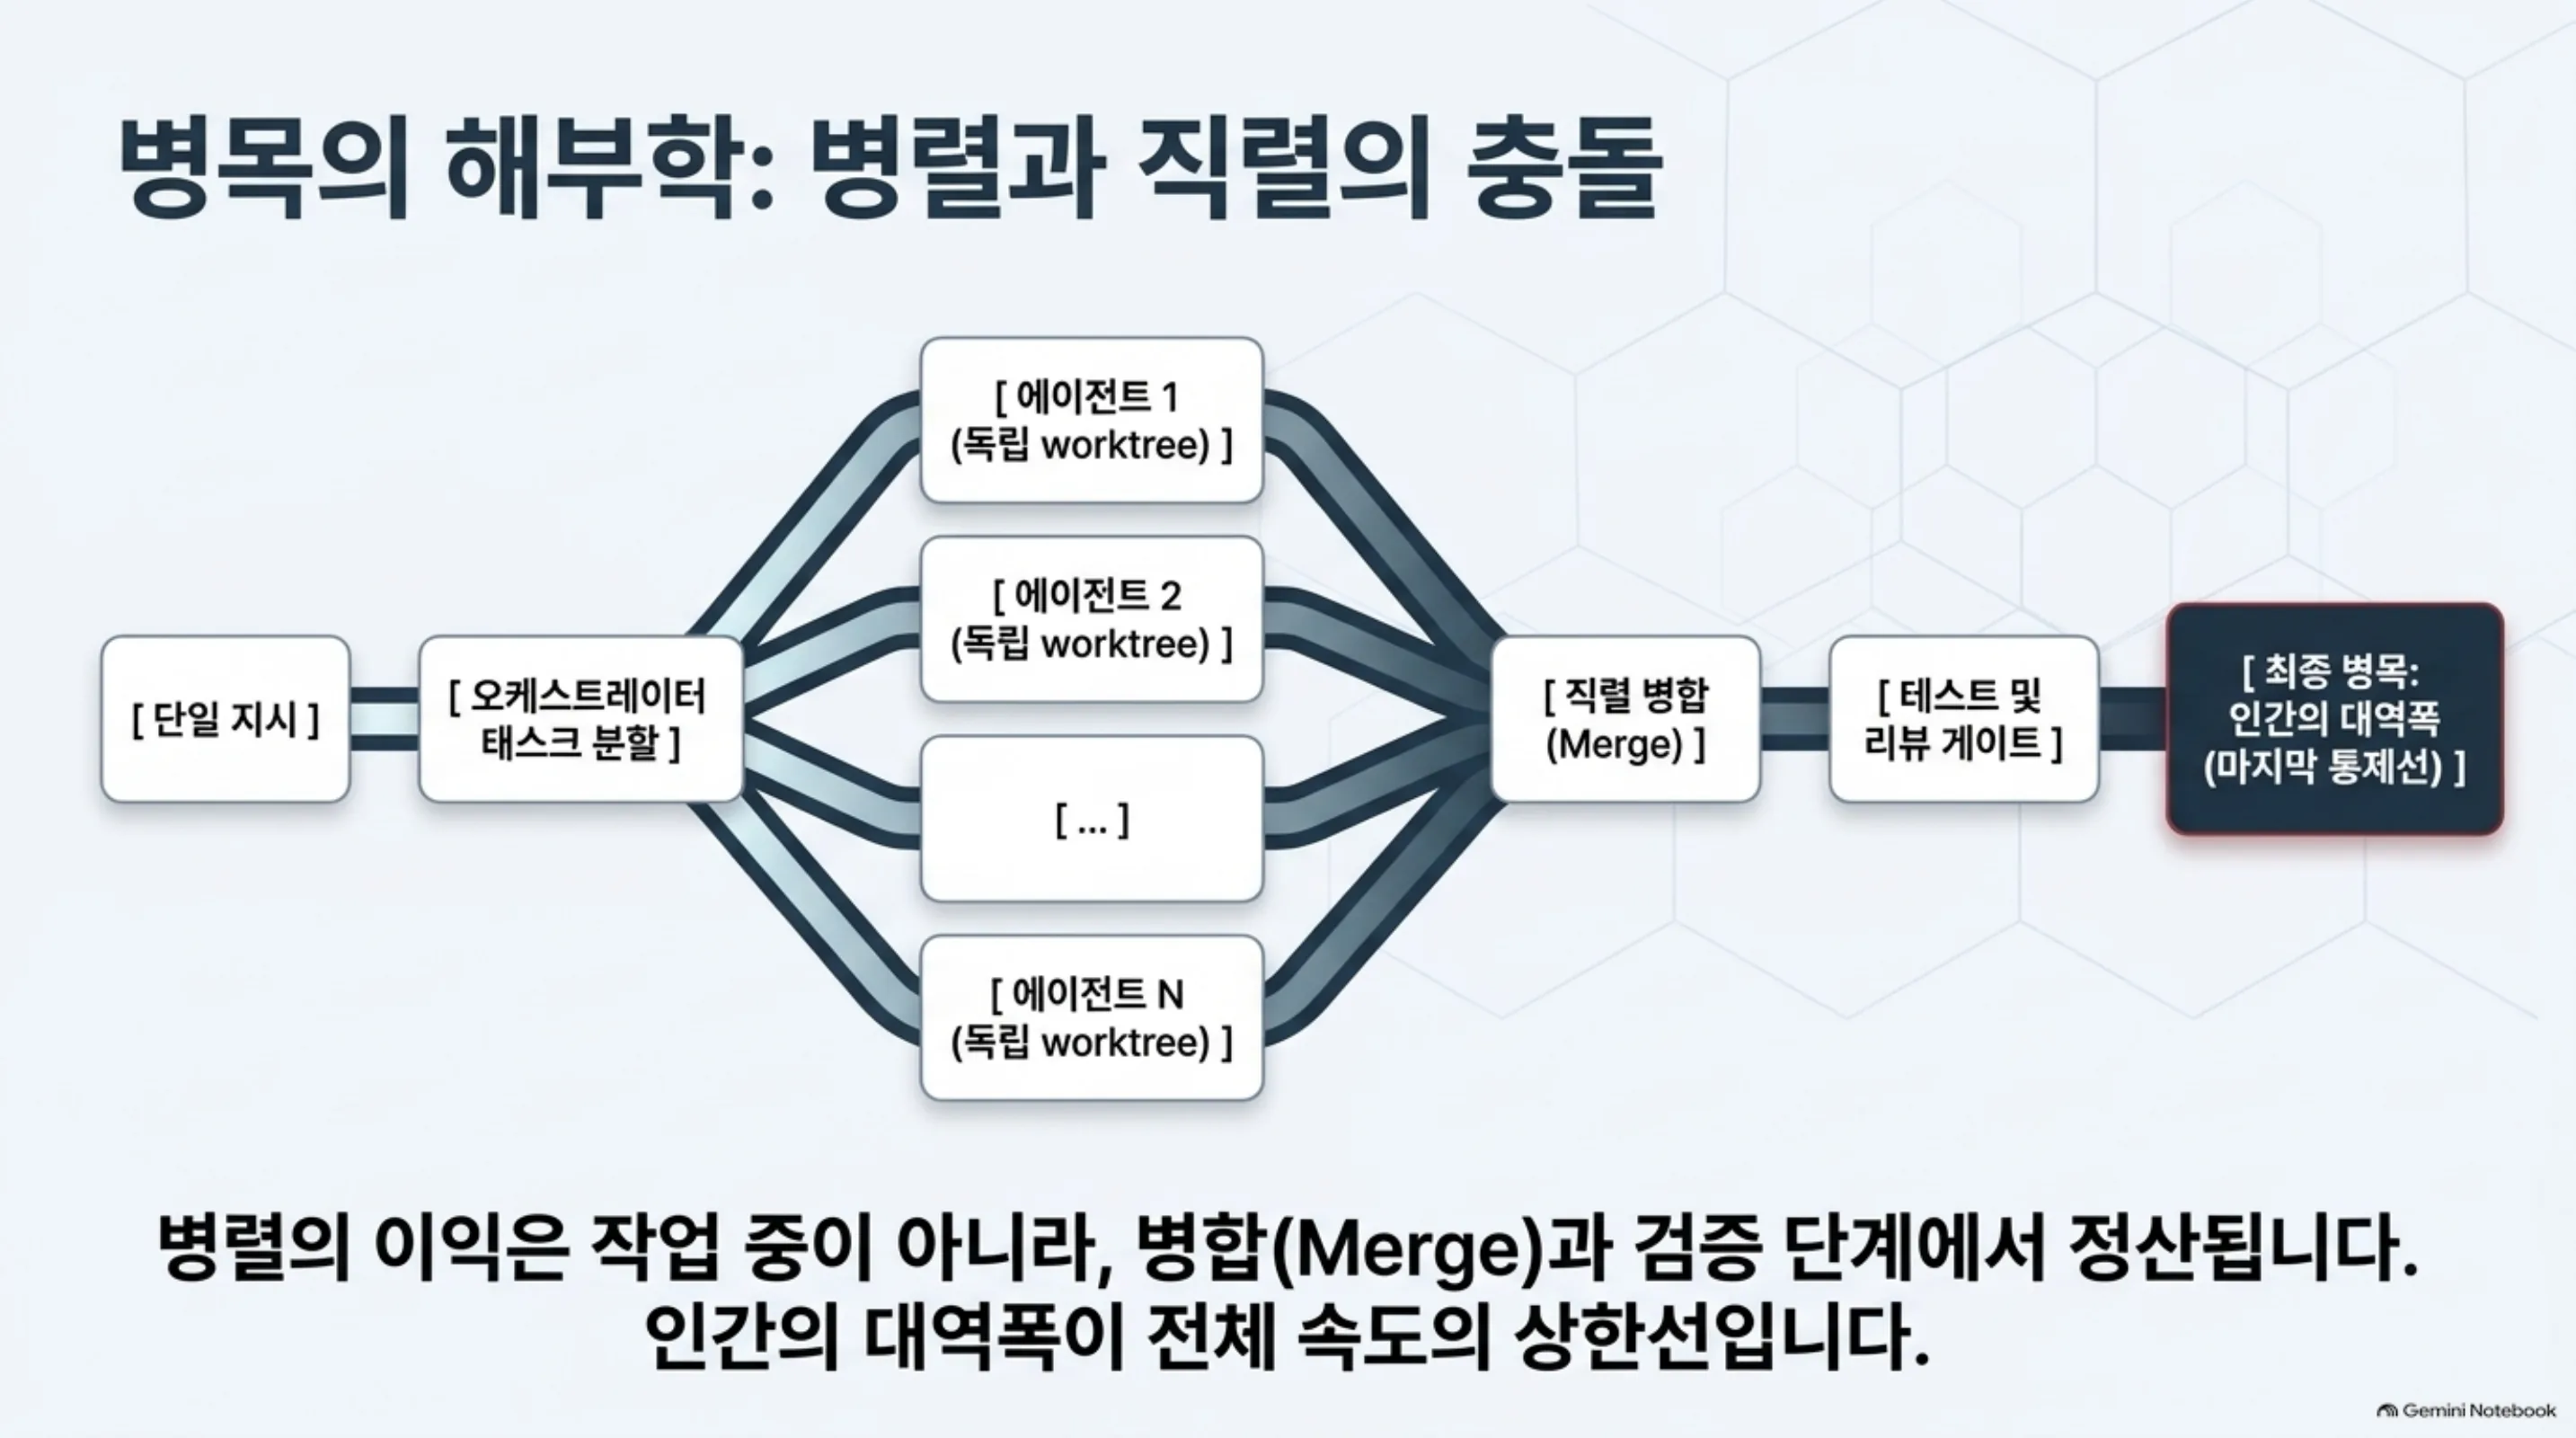 병목의 해부학: 병렬과 직렬의 충돌
[ 단일 지시 ]
[ 오케스트레이터
태스크 분할 ]
[ 에이전트 1
(독립 worktree) ]
[ 에이전트 2
(독립 worktree) ]
[ ... ]
[ 에이전트 N
(독립 worktree) ]
[ 직렬 병합
(Merge) ]
[ 테스트 및
리뷰 게이트 ]
[ 최종 병목:
인간의 대역폭
(마지막 통제선) ]
병렬의 이익은 작업 중이 아니라, 병합(Merge)과 검증 단계에서 정산됩니다.
인간의 대역폭이 전체 속도의 상한선입니다.
Gemini Notebook